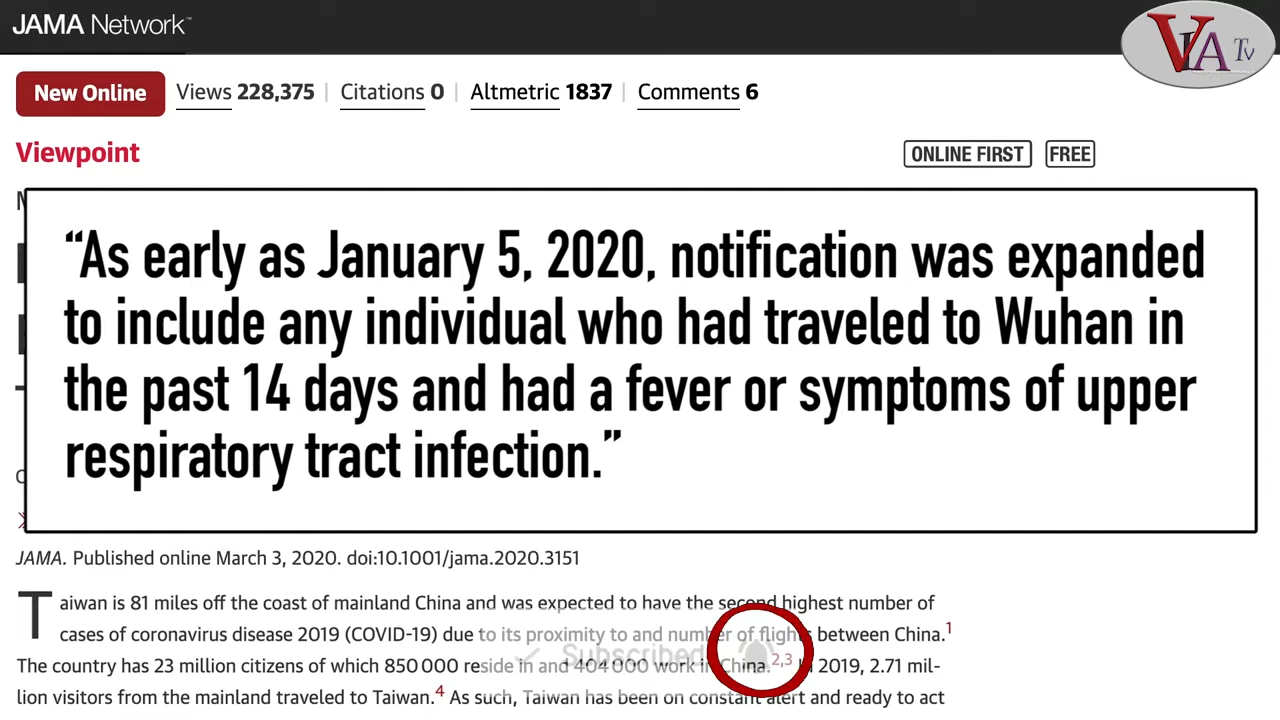 JAMA Network™
VIA Tv
New Online
Views 228,375 | Citations 0 | Altmetric 1837 | Comments 6
Viewpoint
ONLINE FIRST FREE
“As early as January 5, 2020, notification was expanded
to include any individual who had traveled to Wuhan in
the past 14 days and had a fever or symptoms of upper
respiratory tract infection.”
JAMA. Published online March 3, 2020. doi:10.1001/jama.2020.3151
Taiwan is 81 miles off the coast of mainland China and was expected to have the second highest number of
cases of coronavirus disease 2019 (COVID-19) due to its proximity to and number of flights between China.1
The country has 23 million citizens of which 850 000 reside in and 404 000 work in China.2,3 In 2019, 2.71 mil-
Subscribed
lion visitors from the mainland traveled to Taiwan.4 As such, Taiwan has been on constant alert and ready to act